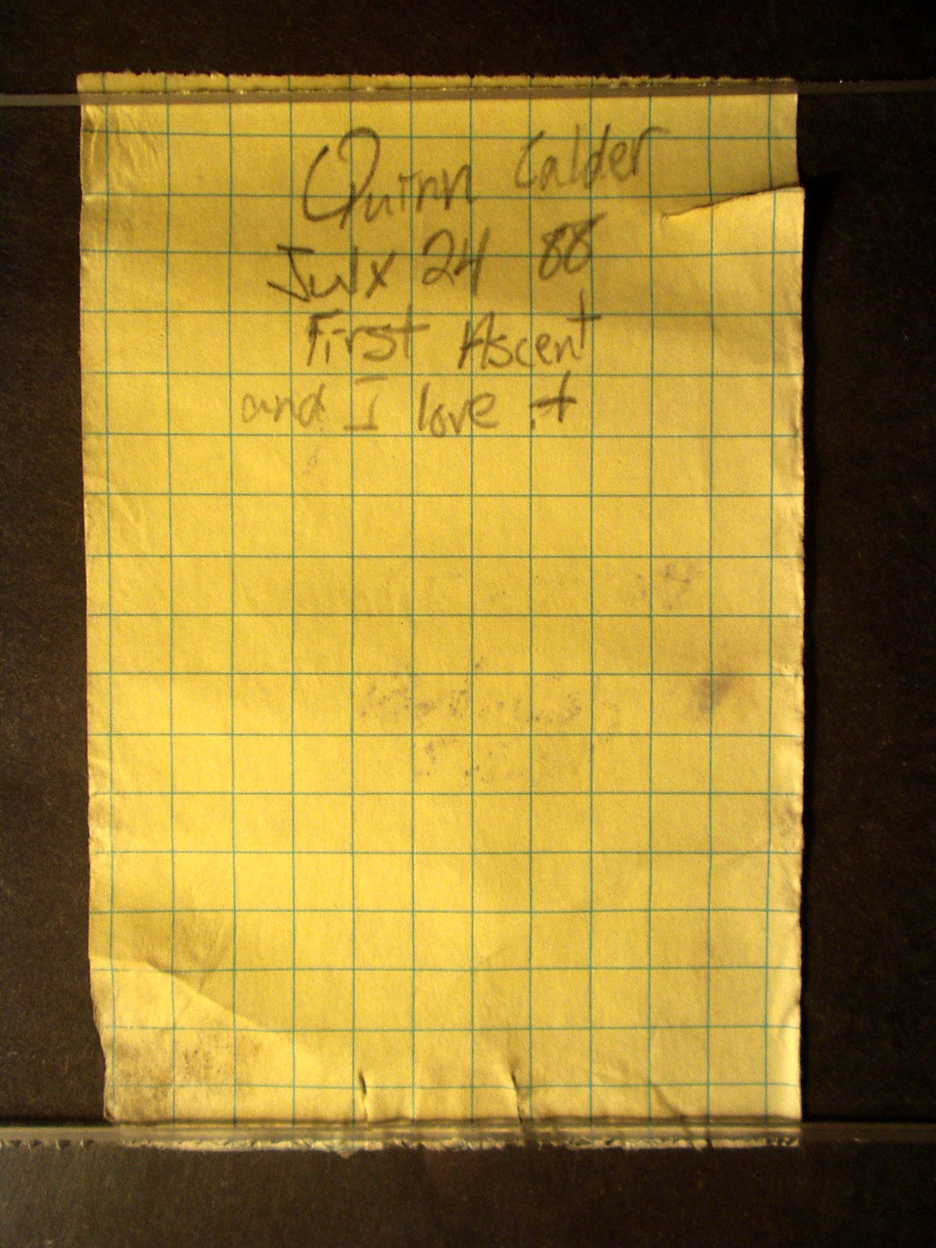 Quinn Calder
July 24 88
First Ascent
and I love it